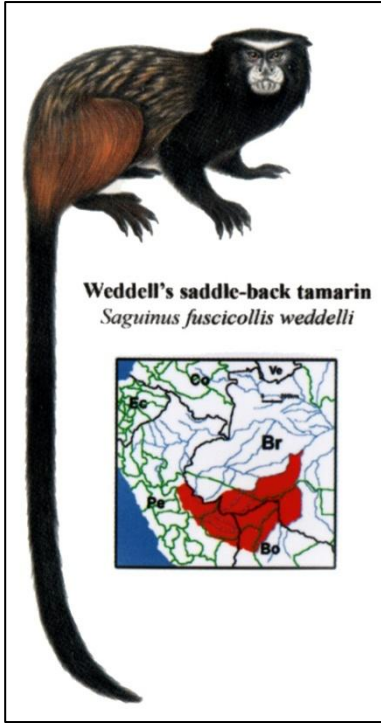 Weddell's saddle-back tamarin
Saguinus fuscicollis weddelli
Co
Ve
Ec
Br
Pe
Bo